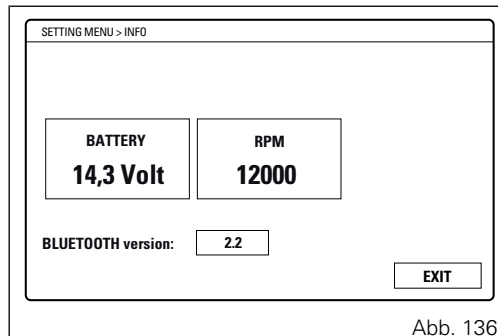 SETTING MENU > INFO
BATTERY
14,3 Volt
RPM
12000
BLUETOOTH version: 2.2
EXIT
Abb. 136